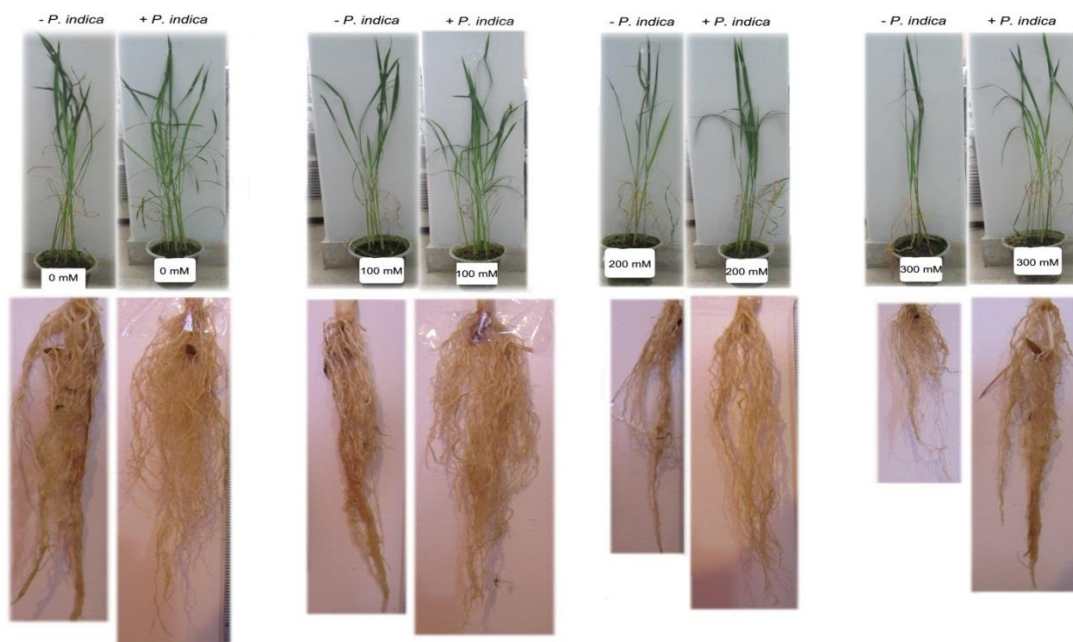 - P. indica + P. indica
- P. indica + P. indica
- P. indica + P. indica
- P. indica + P. indica
0 mM
0 mM
100 mM
100 mM
200 mM
200 mM
300 mM
300 mM